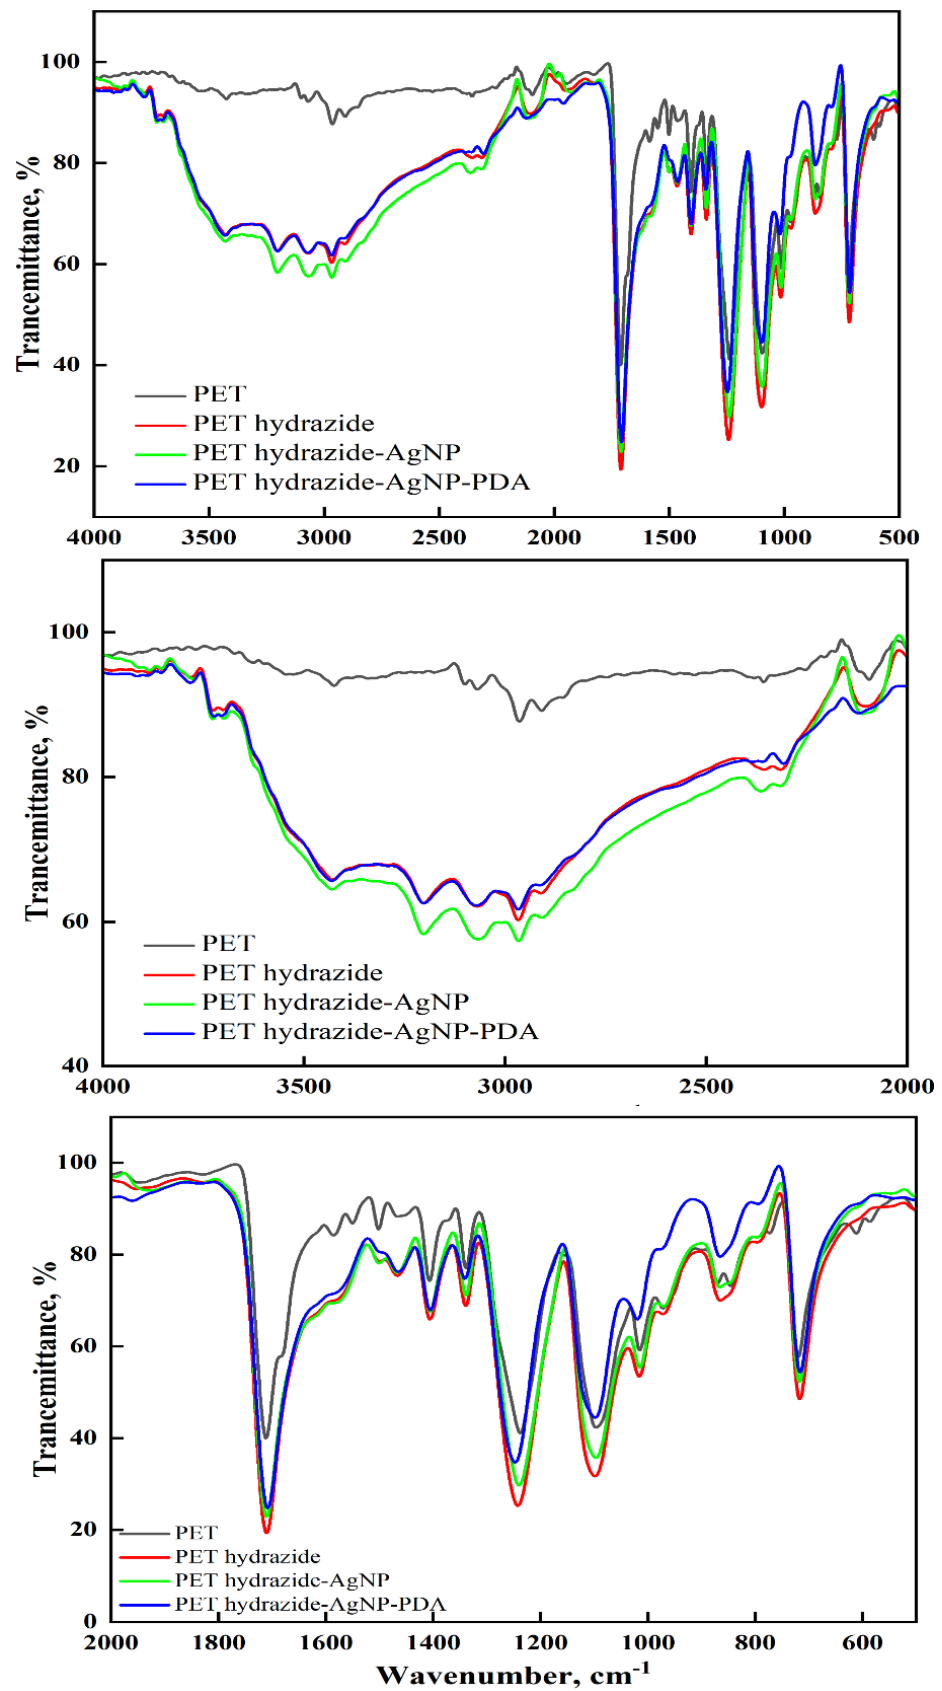 Trancemittance, %
100
80
60
40
20
PET
PET hydrazide
PET hydrazide-AgNP
PET hydrazide-AgNP-PDA
4000 3500 3000 2500 2000 1500 1000 500
Trancemittance, %
100
80
60
40
PET
PET hydrazide
PET hydrazide-AgNP
PET hydrazide-AgNP-PDA
4000 3500 3000 2500 2000
Trancemittance, %
100
80
60
40
20
0
PET
PET hydrazide
PET hydrazide-AgNP
PET hydrazide-AgNP-PDA
2000 1800 1600 1400 1200 1000 800 600
Wavenumber, cm⁻¹